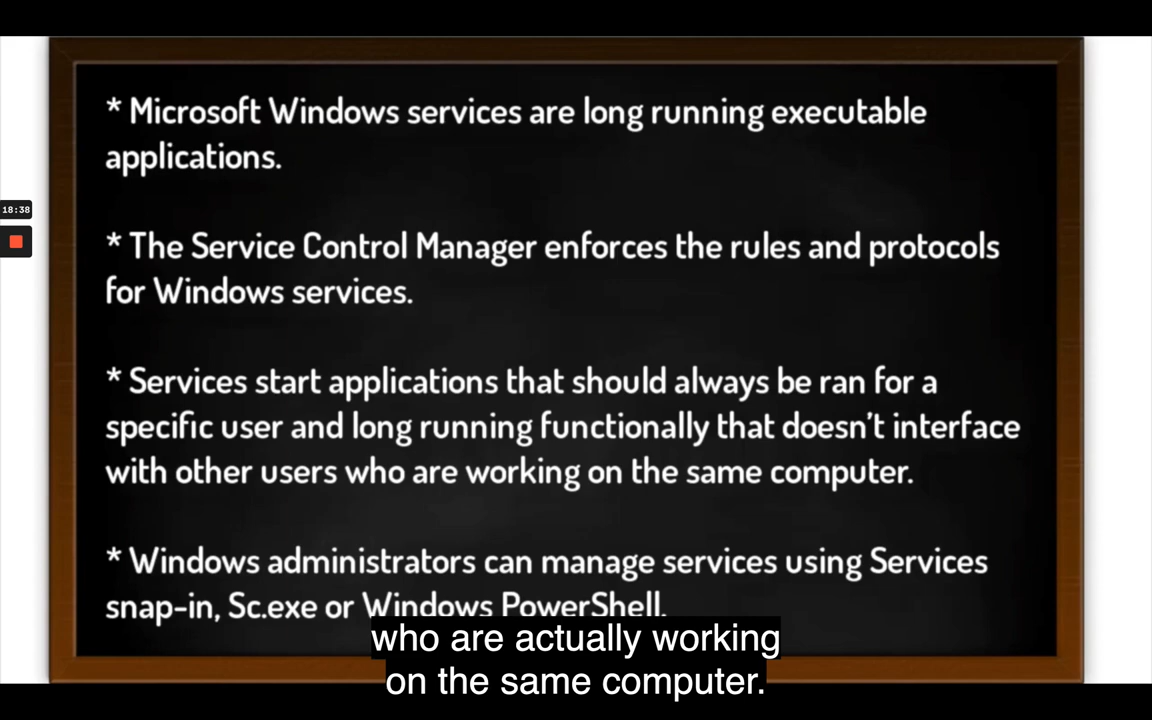 * Microsoft Windows services are long running executable
applications.
* The Service Control Manager enforces the rules and protocols
for Windows services.
18:38
* Services start applications that should always be ran for a
specific user and long running functionally that doesn't interface
with other users who are working on the same computer.
* Windows administrators can manage services using Services
snap-in, Sc.exe or Windows PowerShell.
who are actually working
on the same computer.